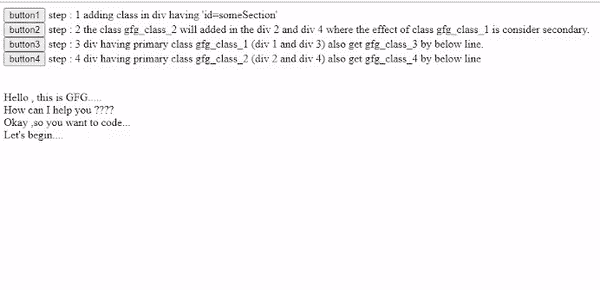 button1 step : 1 adding class in div having 'id=someSection'
button2 step : 2 the class gfg_class_2 will added in the div 2 and div 4 where the effect of class gfg_class_1 is consider secondary.
button3 step : 3 div having primary class gfg_class_1 (div 1 and div 3) also get gfg_class_3 by below line.
button4 step : 4 div having primary class gfg_class_2 (div 2 and div 4) also get gfg_class_4 by below line
Hello , this is GFG.....
How can I help you ????
Okay ,so you want to code...
Let's begin....